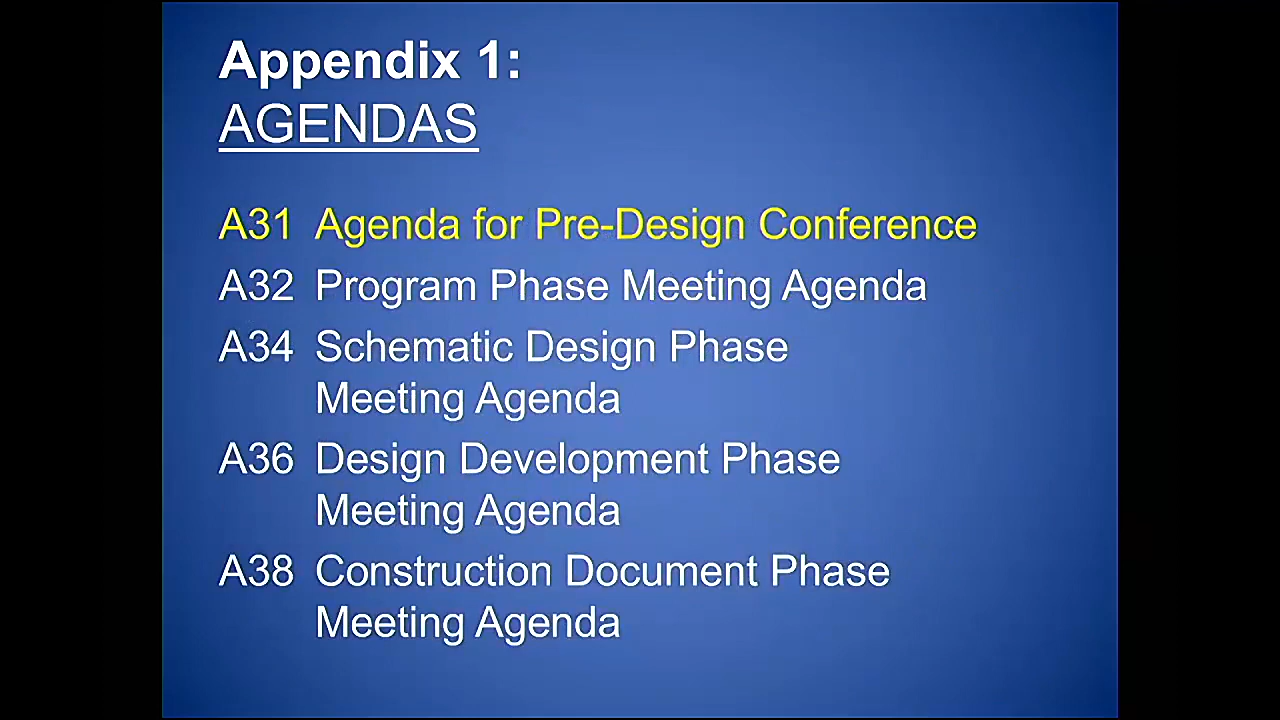 Appendix 1:
AGENDAS
A31 Agenda for Pre-Design Conference
A32 Program Phase Meeting Agenda
A34 Schematic Design Phase
Meeting Agenda
A36 Design Development Phase
Meeting Agenda
A38 Construction Document Phase
Meeting Agenda